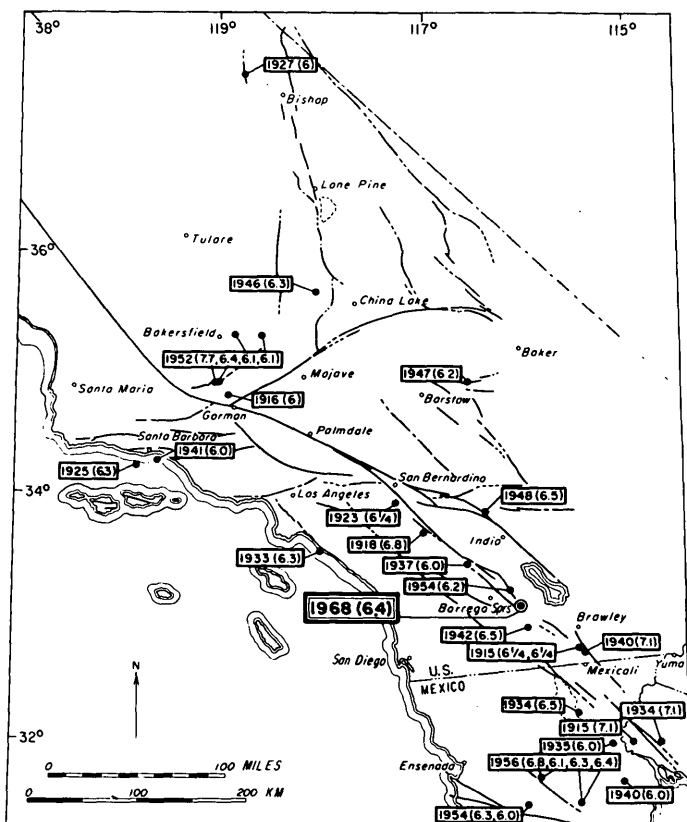 38°
119°
117°
115°
1927 (6)
Bishop
Lone Pine
Tulare
36°
1946 (6.3)
China Lake
Bakersfield
1952 (7.7, 6.4, 6.1, 6.1)
Baker
Mojave
1947 (6.2)
Santa Maria
Barstow
1916 (6)
Gorman
Santa Barbara
Palmdale
1941 (6.0)
1925 (6.3)
San Bernardino
34°
Los Angeles
1948 (6.5)
1923 (6¼)
1918 (6.8)
Indio
1933 (6.3)
1937 (6.0)
1954 (6.2)
1968 (6.4)
Borrego Sprs
1942 (6.5)
Brawley
1915 (6¼, 6¼)
1940 (7.1)
San Diego
U.S.
MEXICO
Mexicali
Yuma
N
1934 (6.5)
1934 (7.1)
1915 (7.1)
32°
1935 (6.0)
1956 (6.8, 6.1, 6.3, 6.4)
Ensenada
0 100 MILES
0 100 200 KM
1940 (6.0)
1954 (6.3, 6.0)